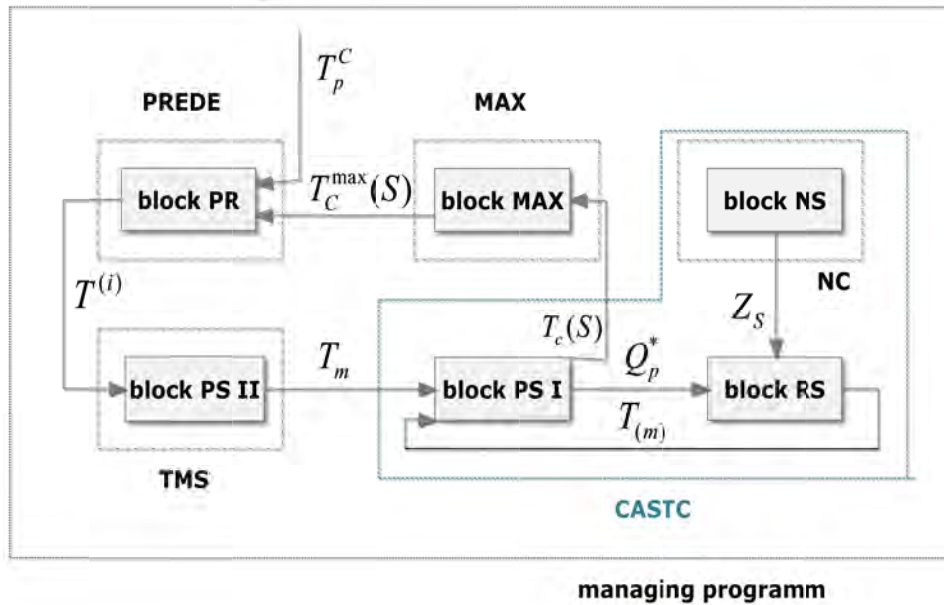 T_p^C
PREDE
MAX
block PR
T_C^max(S)
block MAX
block NS
NC
T^(i)
Z_S
T_c(S)
T_m
Q_p^*
block PS II
block PS I
block RS
T_(m)
TMS
CASTC
managing programm